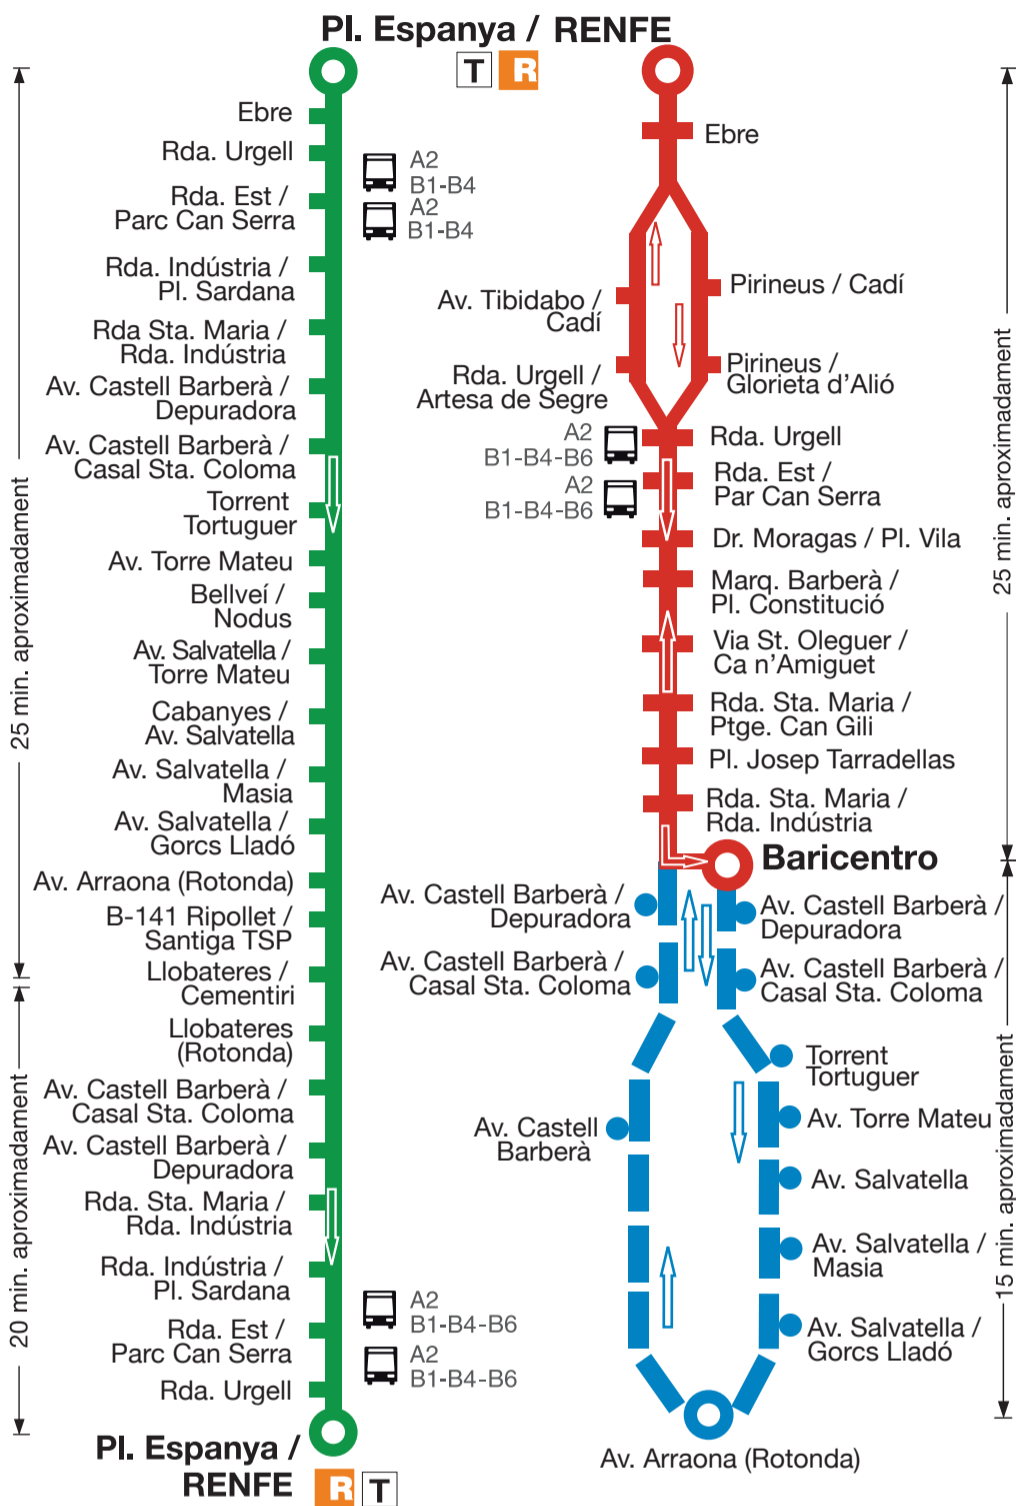 Pl. Espanya / RENFE
T R
Ebre
Rda. Urgell
A2
B1-B4
Rda. Est /
Parc Can Serra
A2
B1-B4
Rda. Indústria /
Pl. Sardana
Rda Sta. Maria /
Rda. Indústria
Av. Castell Barberà /
Depuradora
Av. Castell Barberà /
Casal Sta. Coloma
Torrent
Tortuguer
Av. Torre Mateu
Bellveí /
Nodus
Av. Salvatella /
Torre Mateu
Cabanyes /
Av. Salvatella
Av. Salvatella /
Masia
Av. Salvatella /
Gorcs Lladó
Av. Arraona (Rotonda)
B-141 Ripollet /
Santiga TSP
Llobateres /
Cementiri
Llobateres
(Rotonda)
Av. Castell Barberà /
Casal Sta. Coloma
Av. Castell Barberà /
Depuradora
Rda. Sta. Maria /
Rda. Indústria
Rda. Indústria /
Pl. Sardana
A2
B1-B4-B6
Rda. Est /
Parc Can Serra
A2
B1-B4-B6
Rda. Urgell
Pl. Espanya /
RENFE
R T
25 min. aproximadament
20 min. aproximadament
Ebre
Av. Tibidabo /
Cadí
Pirineus / Cadí
Rda. Urgell /
Artesa de Segre
Pirineus /
Glorieta d'Alió
A2
B1-B4-B6
Rda. Urgell
A2
B1-B4-B6
Rda. Est /
Par Can Serra
Dr. Moragas / Pl. Vila
Marq. Barberà /
Pl. Constitució
Via St. Oleguer /
Ca n'Amiguet
Rda. Sta. Maria /
Ptge. Can Gili
Pl. Josep Tarradellas
Rda. Sta. Maria /
Rda. Indústria
Baricentro
Av. Castell Barberà /
Depuradora
Av. Castell Barberà /
Depuradora
Av. Castell Barberà /
Casal Sta. Coloma
Av. Castell Barberà /
Casal Sta. Coloma
Torrent
Tortuguer
Av. Castell
Barberà
Av. Torre Mateu
Av. Salvatella
Av. Salvatella /
Masia
Av. Salvatella /
Gorcs Lladó
Av. Arraona (Rotonda)
25 min. aproximadament
15 min. aproximadament